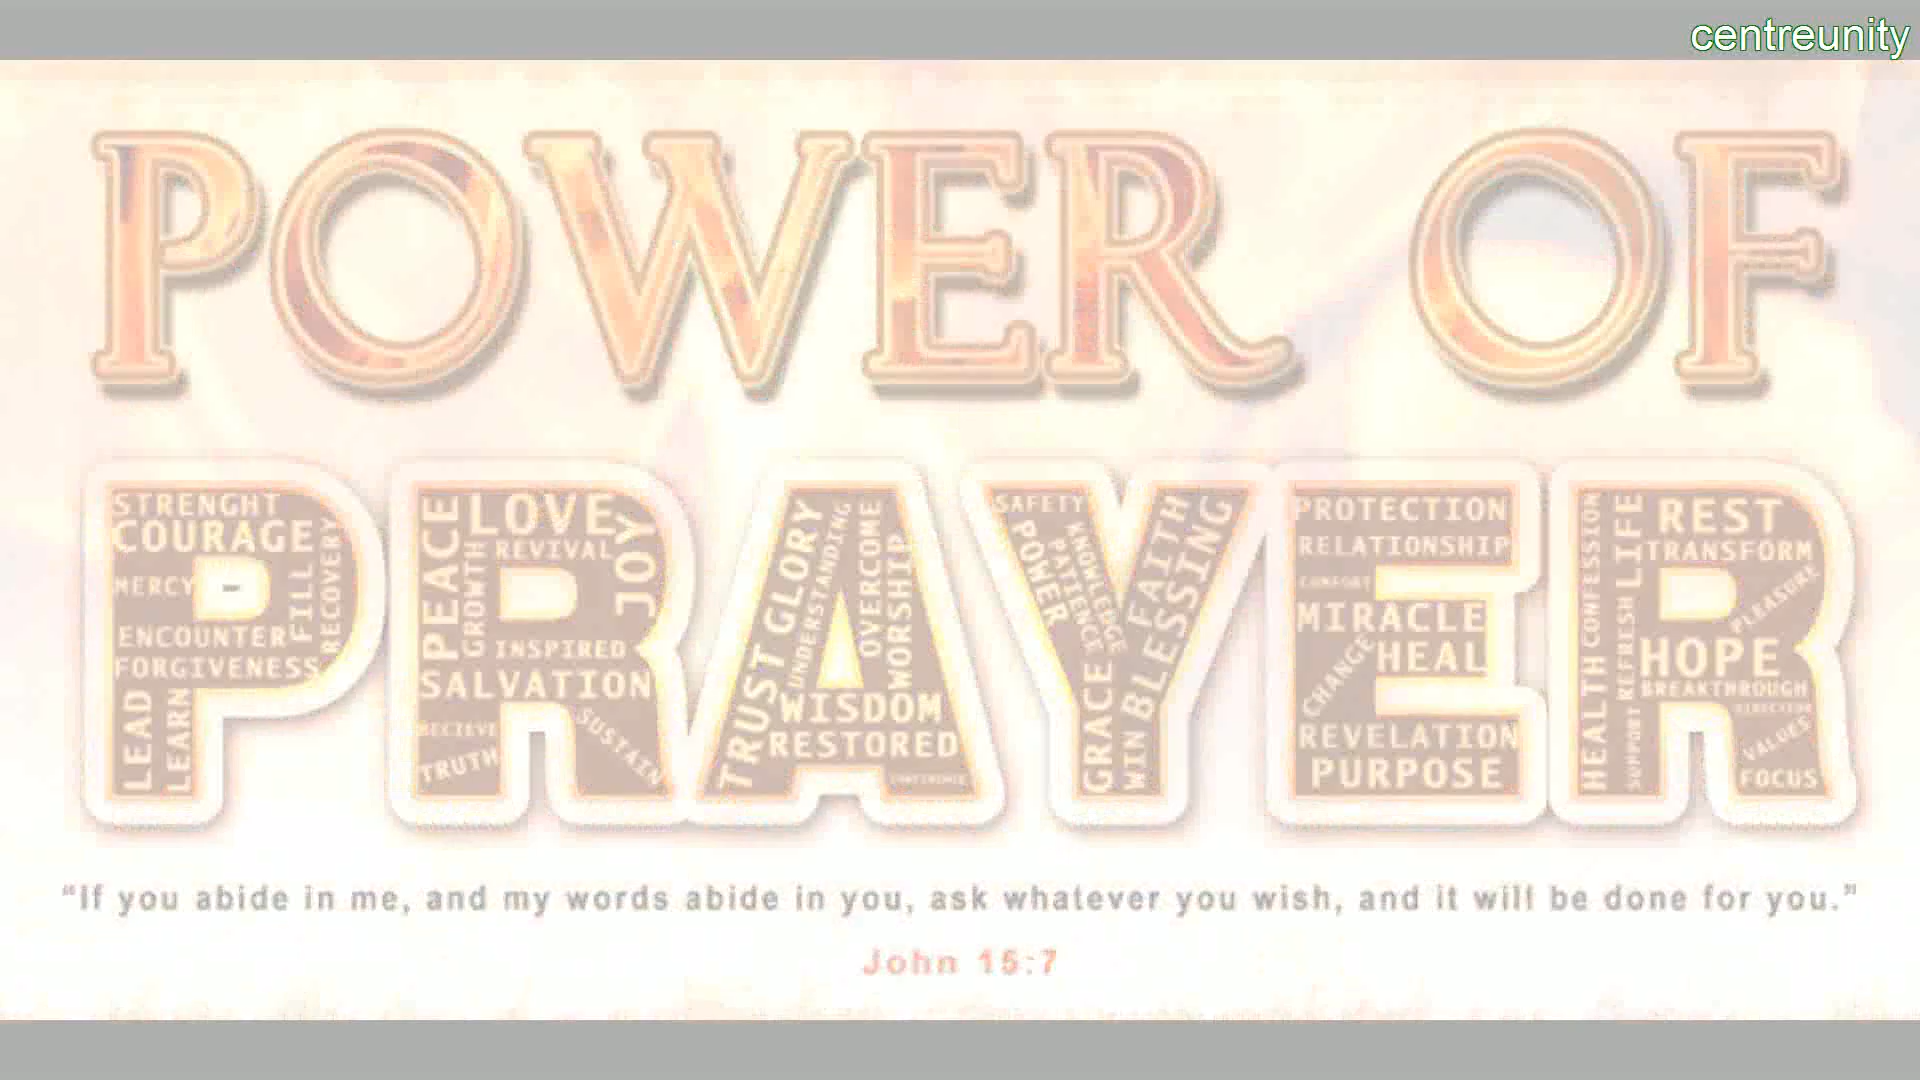 centreunity
POWER OF
PRAYER
STRENGHT
COURAGE
MERCY
FILL
RECOVERY
ENCOUNTER
FORGIVENESS
LEAD
LEARN
PEACE
LOVE
GROWTH
REVIVAL
JOY
INSPIRED
SALVATION
RECIEVE
TRUTH
SUSTAIN
TRUST
GLORY
UNDERSTANDING
OVERCOME
WORSHIP
WISDOM
RESTORED
SAFETY
POWER
KNOWLEDGE
PATIENCE
FAITH
BLESSING
GRACE
WIN
PROTECTION
RELATIONSHIP
COMFORT
MIRACLE
CHANGE
HEAL
REVELATION
PURPOSE
CONFESSION
LIFE
REST
TRANSFORM
PLEASURE
HEALTH
REFRESH
SUPPORT
HOPE
BREAKTHROUGH
DIRECTION
VALUES
FOCUS
“If you abide in me, and my words abide in you, ask whatever you wish, and it will be done for you.”
John 15:7